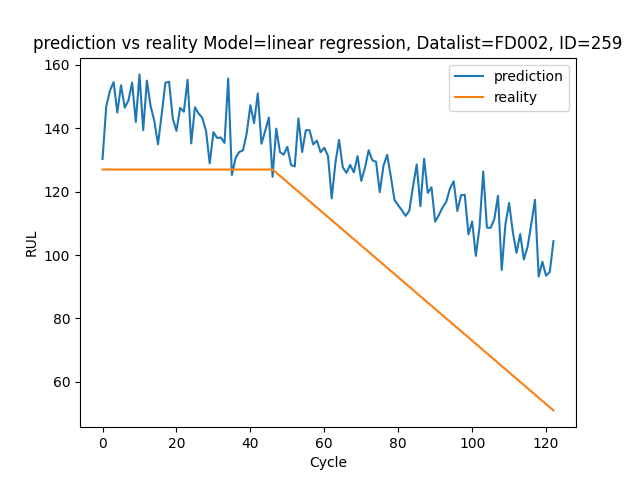 prediction vs reality Model=linear regression, Datalist=FD002, ID=259
prediction
reality
160
140
120
100
80
60
RUL
0
20
40
60
80
100
120
Cycle